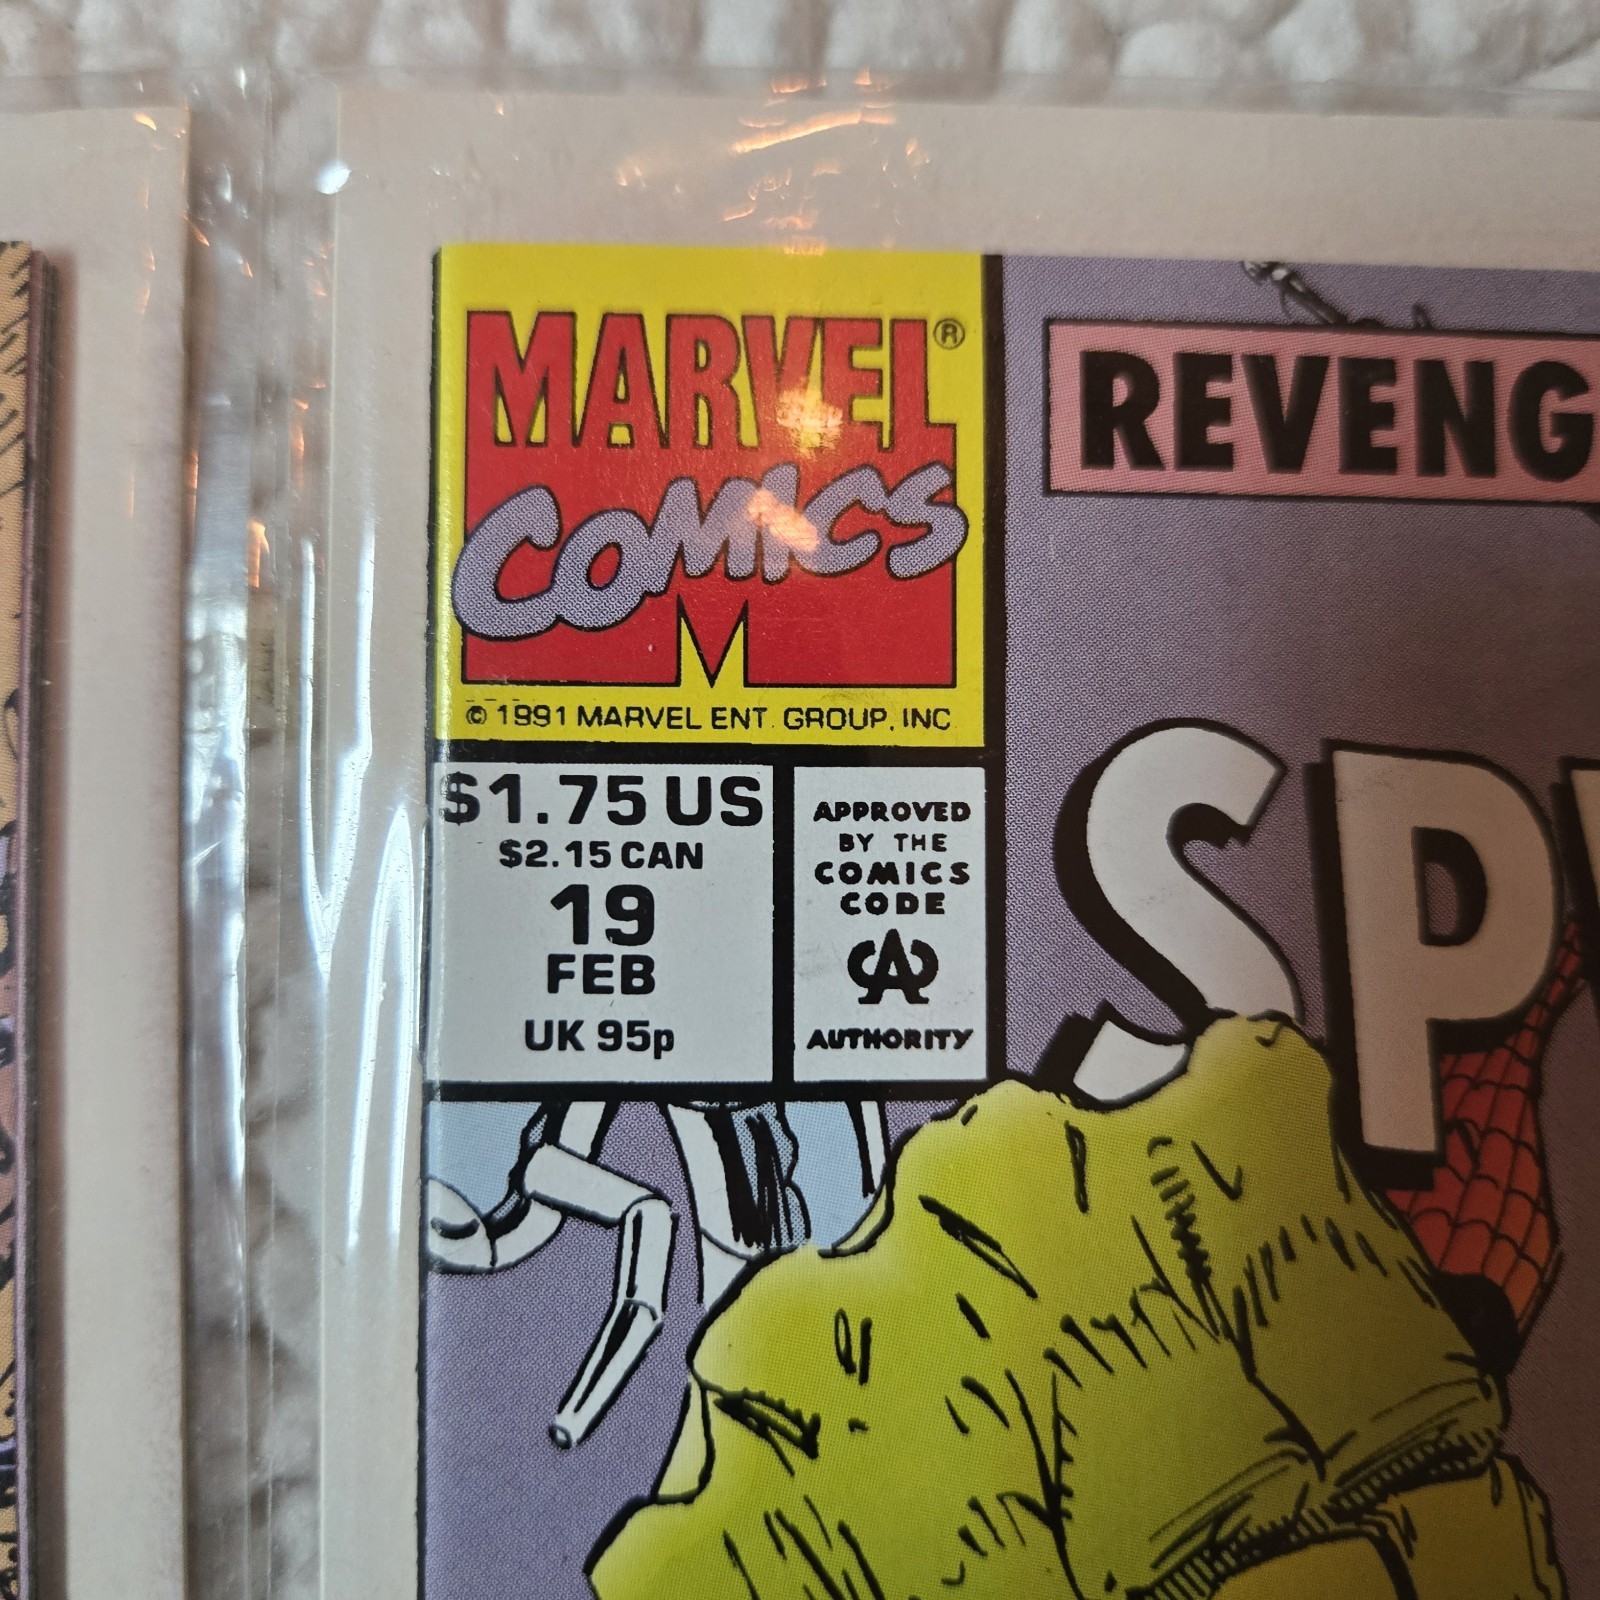 MARVEL®
COMICS
© 1991 MARVEL ENT. GROUP, INC
$1.75 US
$2.15 CAN
19
FEB
UK 95p
APPROVED
BY THE
COMICS
CODE
CA
AUTHORITY
REVENG
SP